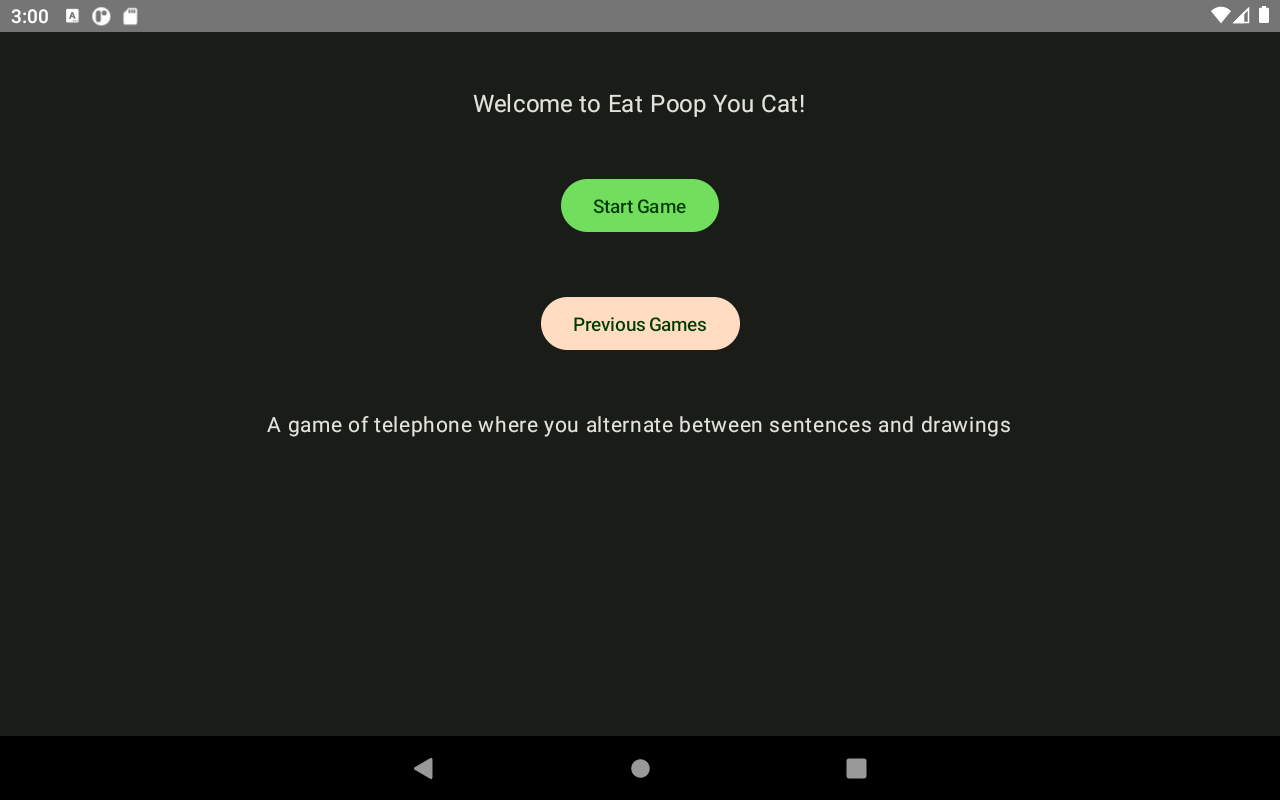 3:00
Welcome to Eat Poop You Cat!
Start Game
Previous Games
A game of telephone where you alternate between sentences and drawings